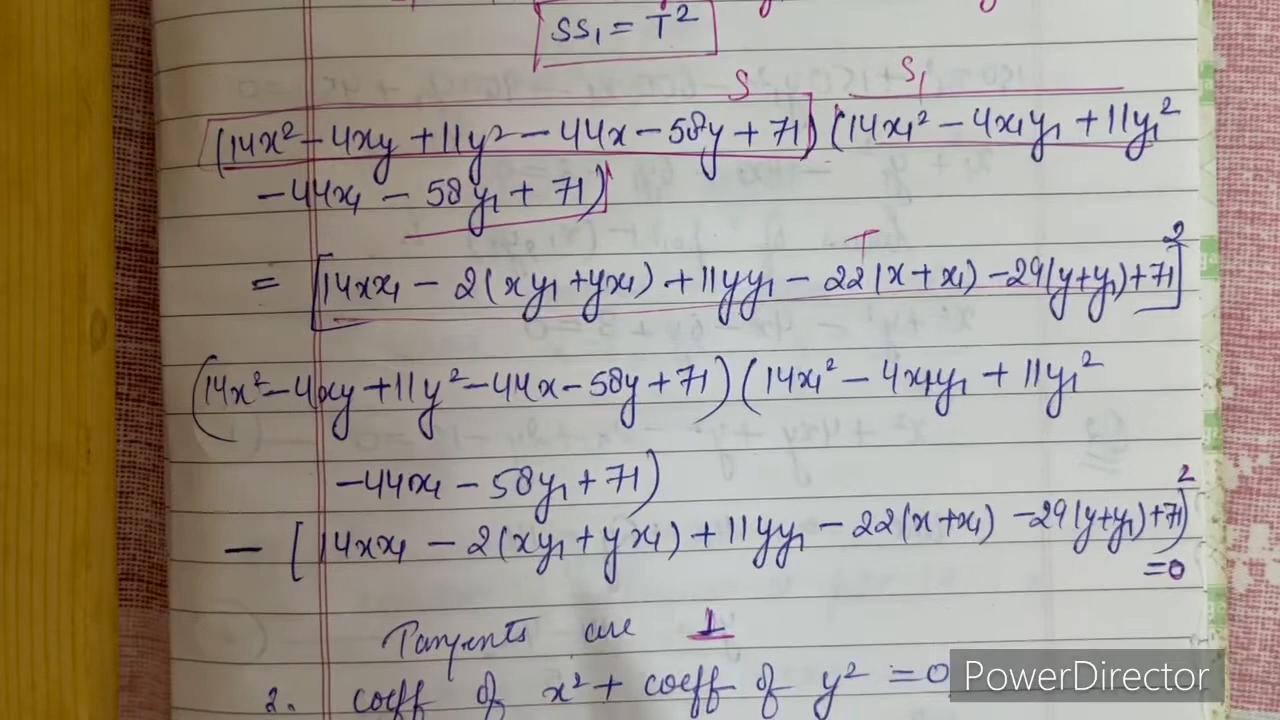 SS₁ = T²
S S₁
(14x² - 4xy + 11y² - 44x - 58y + 71) (14x₁² - 4x₁y₁ + 11y₁²
- 44x₁ - 58y₁ + 71)
T
= [14xx₁ - 2(xy₁ + yx₁) + 11yy₁ - 22(x + x₁) - 29(y + y₁) + 71]²
(14x² - 4xy + 11y² - 44x - 58y + 71) (14x₁² - 4x₁y₁ + 11y₁²
- 44x₁ - 58y₁ + 71)
- [14xx₁ - 2(xy₁ + yx₁) + 11yy₁ - 22(x + x₁) - 29(y + y₁) + 71)²
= 0
Tangents are ⊥
2. coeff of x² + coeff of y² = 0
PowerDirector